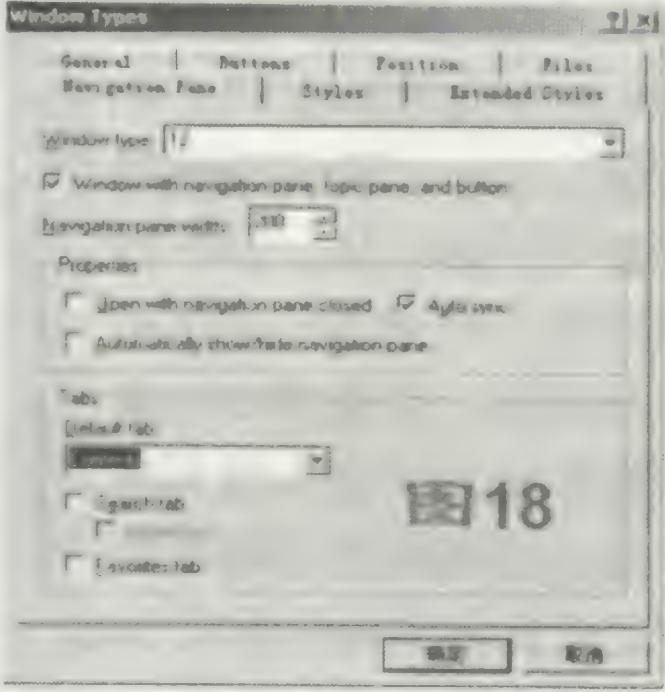 Window Types
General Buttons Position Files
Navigation Pane Styles Extended Styles
Window type:
Window with navigation pane, topic pane, and button
Navigation pane width:
Properties
Open with navigation pane closed Auto sync
Automatically show/hide navigation pane
Tabs
Default tab
Search tab
图18
Favorites tab
确定 取消